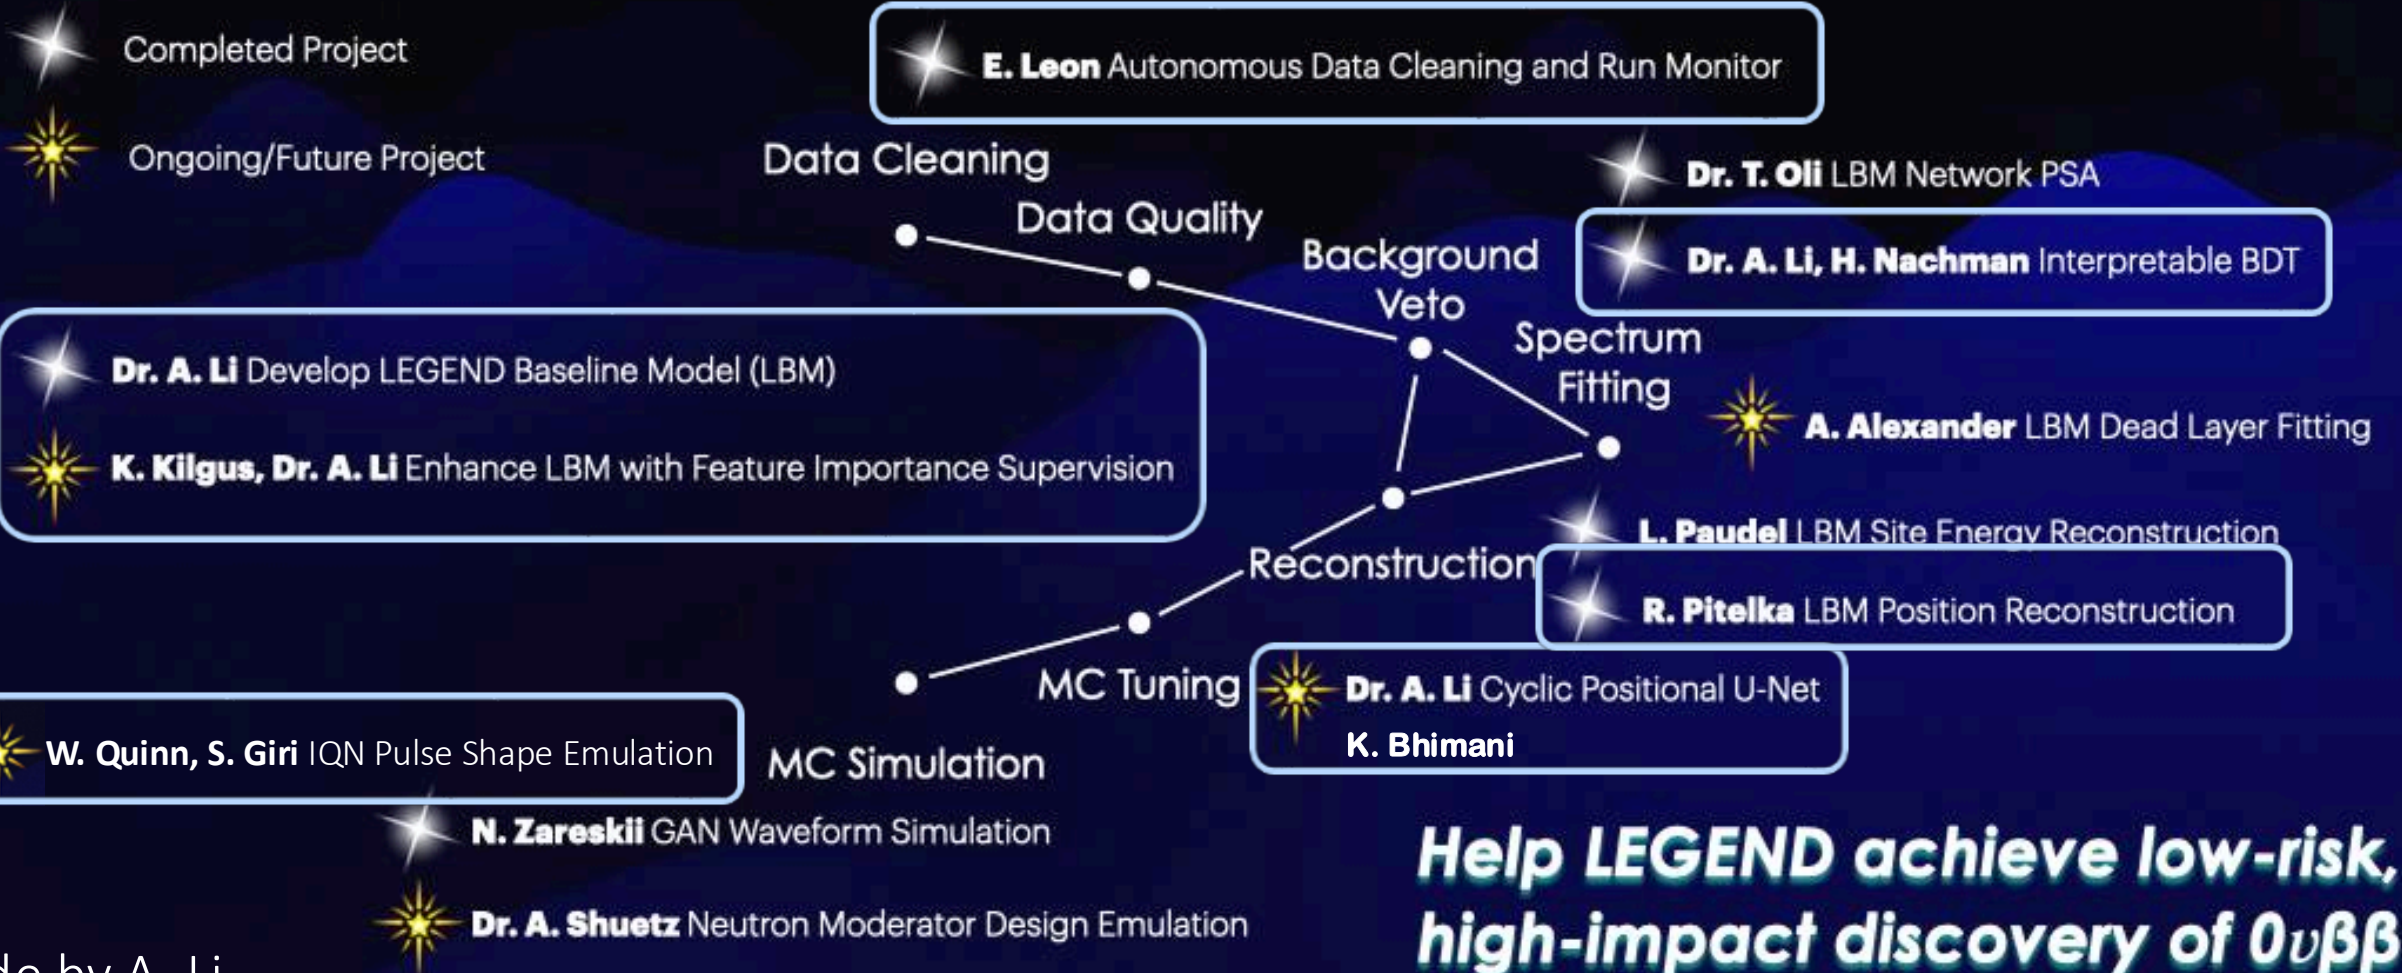 Completed Project
Ongoing/Future Project
E. Leon Autonomous Data Cleaning and Run Monitor
Data Cleaning
Data Quality
Background
Veto
Spectrum
Fitting
Dr. T. Oli LBM Network PSA
Dr. A. Li, H. Nachman Interpretable BDT
Dr. A. Li Develop LEGEND Baseline Model (LBM)
K. Kilgus, Dr. A. Li Enhance LBM with Feature Importance Supervision
A. Alexander LBM Dead Layer Fitting
L. Paudel LBM Site Energy Reconstruction
Reconstruction
R. Pitelka LBM Position Reconstruction
MC Tuning
Dr. A. Li Cyclic Positional U-Net
K. Bhimani
W. Quinn, S. Giri IQN Pulse Shape Emulation
MC Simulation
N. Zareskii GAN Waveform Simulation
Dr. A. Shuetz Neutron Moderator Design Emulation
Help LEGEND achieve low-risk,
high-impact discovery of 0υββ
by A. Li